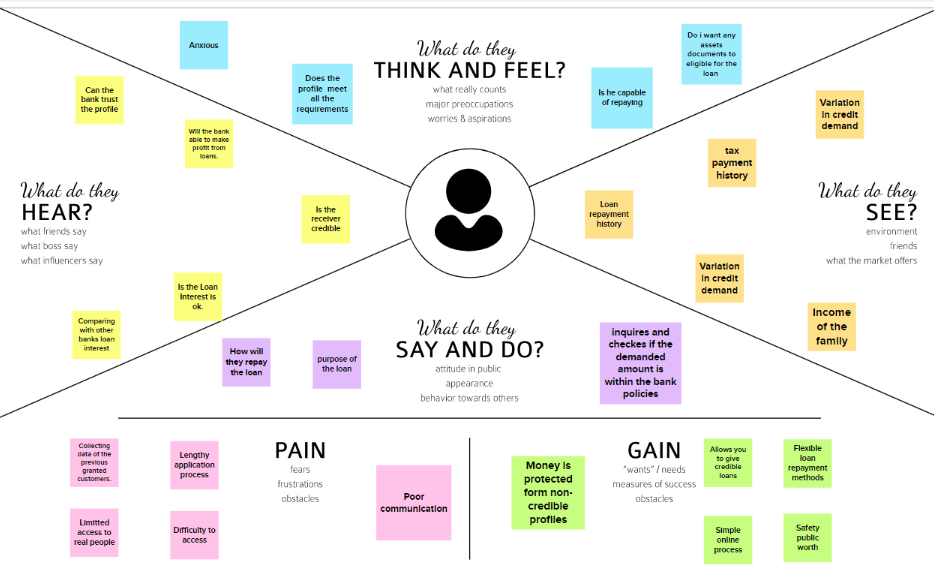 What do they
THINK AND FEEL?
what really counts
major preoccupations
worries & aspirations
Anxious
Does the
profile meet
all the
requirements
Is he capable
of repaying
Do i want any
assets
documents to
eligible for the
loan
What do they
HEAR?
what friends say
what boss say
what influencers say
Can the
bank trust
the profile
Will the bank
able to make
profit from
loans.
Is the
receiver
credible
Is the Loan
Interest is
ok.
Comparing
with other
banks loan
interest
What do they
SEE?
environment
friends
what the market offers
Variation
in credit
demand
tax
payment
history
Loan
repayment
history
Variation
in credit
demand
Income
of the
family
What do they
SAY AND DO?
attitude in public
appearance
behavior towards others
How will
they repay
the loan
purpose of
the loan
inquires and
checkes if the
demanded
amount is
within the bank
policies
PAIN
fears
frustrations
obstacles
Collecting
data of the
previous
granted
customers.
Lengthy
application
process
Poor
communication
Limitted
access to
real people
Difficulty to
access
GAIN
"wants" / needs
measures of success
obstacles
Money is
protected
form non-
credible
profiles
Allows you
to give
credible
loans
Flexible
loan
repayment
methods
Simple
online
process
Safety
public
worth